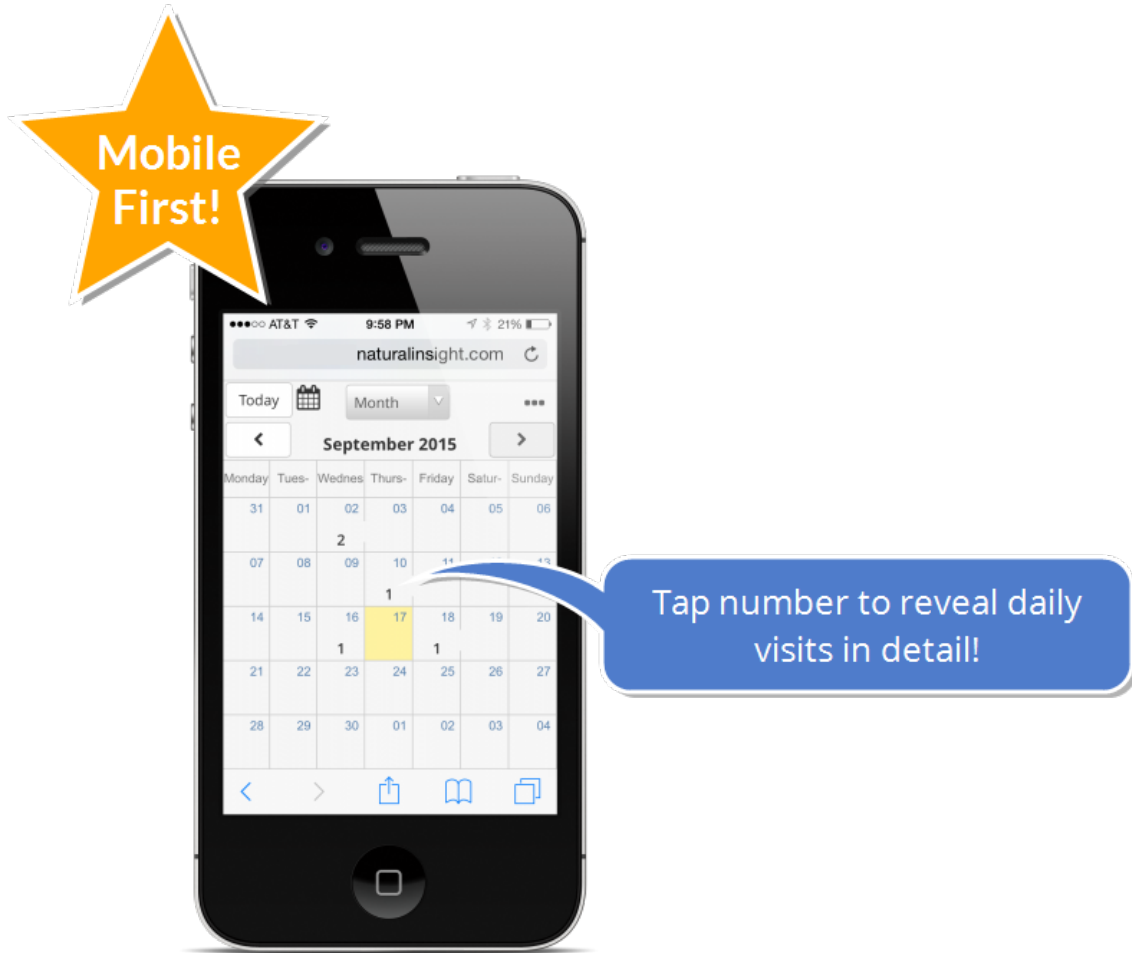 Mobile
First!
AT&T 9:58 PM 21%
naturalinsight.com
Today Month
September 2015
Monday Tues- Wednes Thurs- Friday Satur- Sunday
31 01 02 03 04 05 06
2
07 08 09 10 11 13
1
14 15 16 17 18 19 20
1 1
21 22 23 24 25 26 27
28 29 30 01 02 03 04
Tap number to reveal daily
visits in detail!